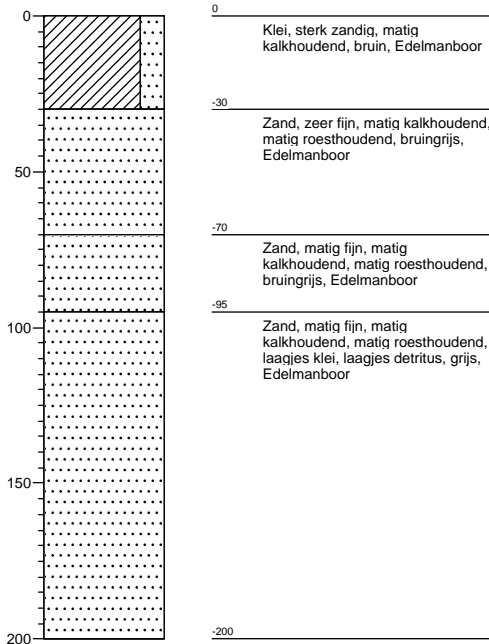 0
50
100
150
200
0
Klei, sterk zandig, matig
kalkhoudend, bruin, Edelmanboor
-30
Zand, zeer fijn, matig kalkhoudend,
matig roesthoudend, bruingrijs,
Edelmanboor
-70
Zand, matig fijn, matig
kalkhoudend, matig roesthoudend,
bruingrijs, Edelmanboor
-95
Zand, matig fijn, matig
kalkhoudend, matig roesthoudend,
laagjes klei, laagjes detritus, grijs,
Edelmanboor
-200